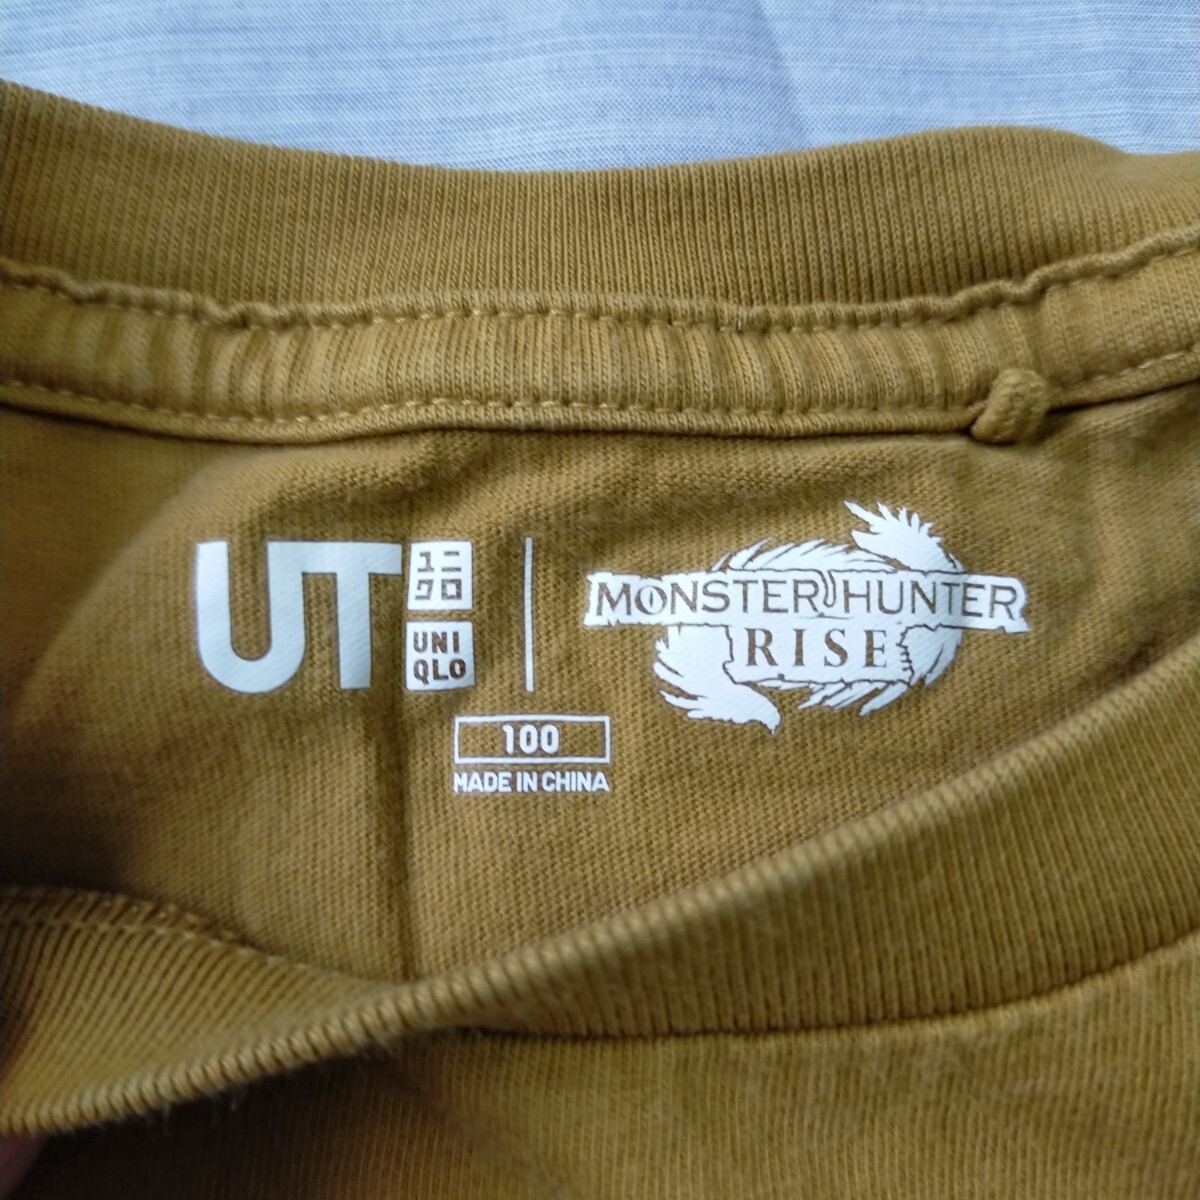 UT
ユニ
クロ
UNI
QLO
MONSTER HUNTER
RISE
100
MADE IN CHINA